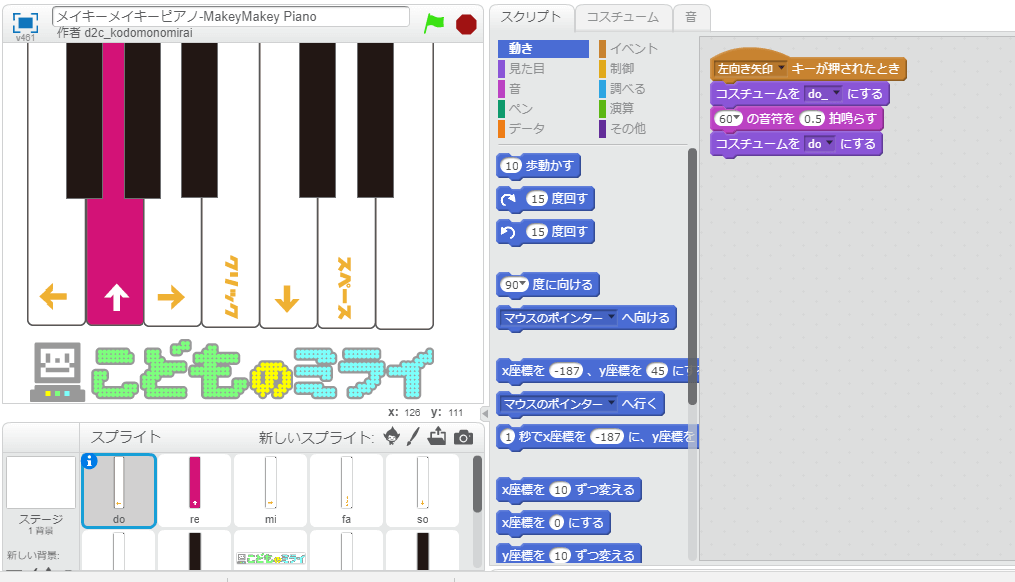 メイキーメイキーピアノ-MakeyMakey Piano
作者 d2c_kodomonomirai
v461
クリック
スペース
こどものミライ
x: 126 y: 111
スプライト
新しいスプライト:
ステージ
1 背景
新しい背景:
do
re
mi
fa
so
スクリプト
コスチューム
音
動き
イベント
見た目
制御
音
調べる
ペン
演算
データ
その他
10 歩動かす
15 度回す
15 度回す
90 度に向ける
マウスのポインター へ向ける
x座標を -187 、y座標を 45 にす
マウスのポインター へ行く
1 秒でx座標を -187 に、y座標を
x座標を 10 ずつ変える
x座標を 0 にする
y座標を 10 ずつ変える
左向き矢印 キーが押されたとき
コスチュームを do_ にする
60 の音符を 0.5 拍鳴らす
コスチュームを do にする